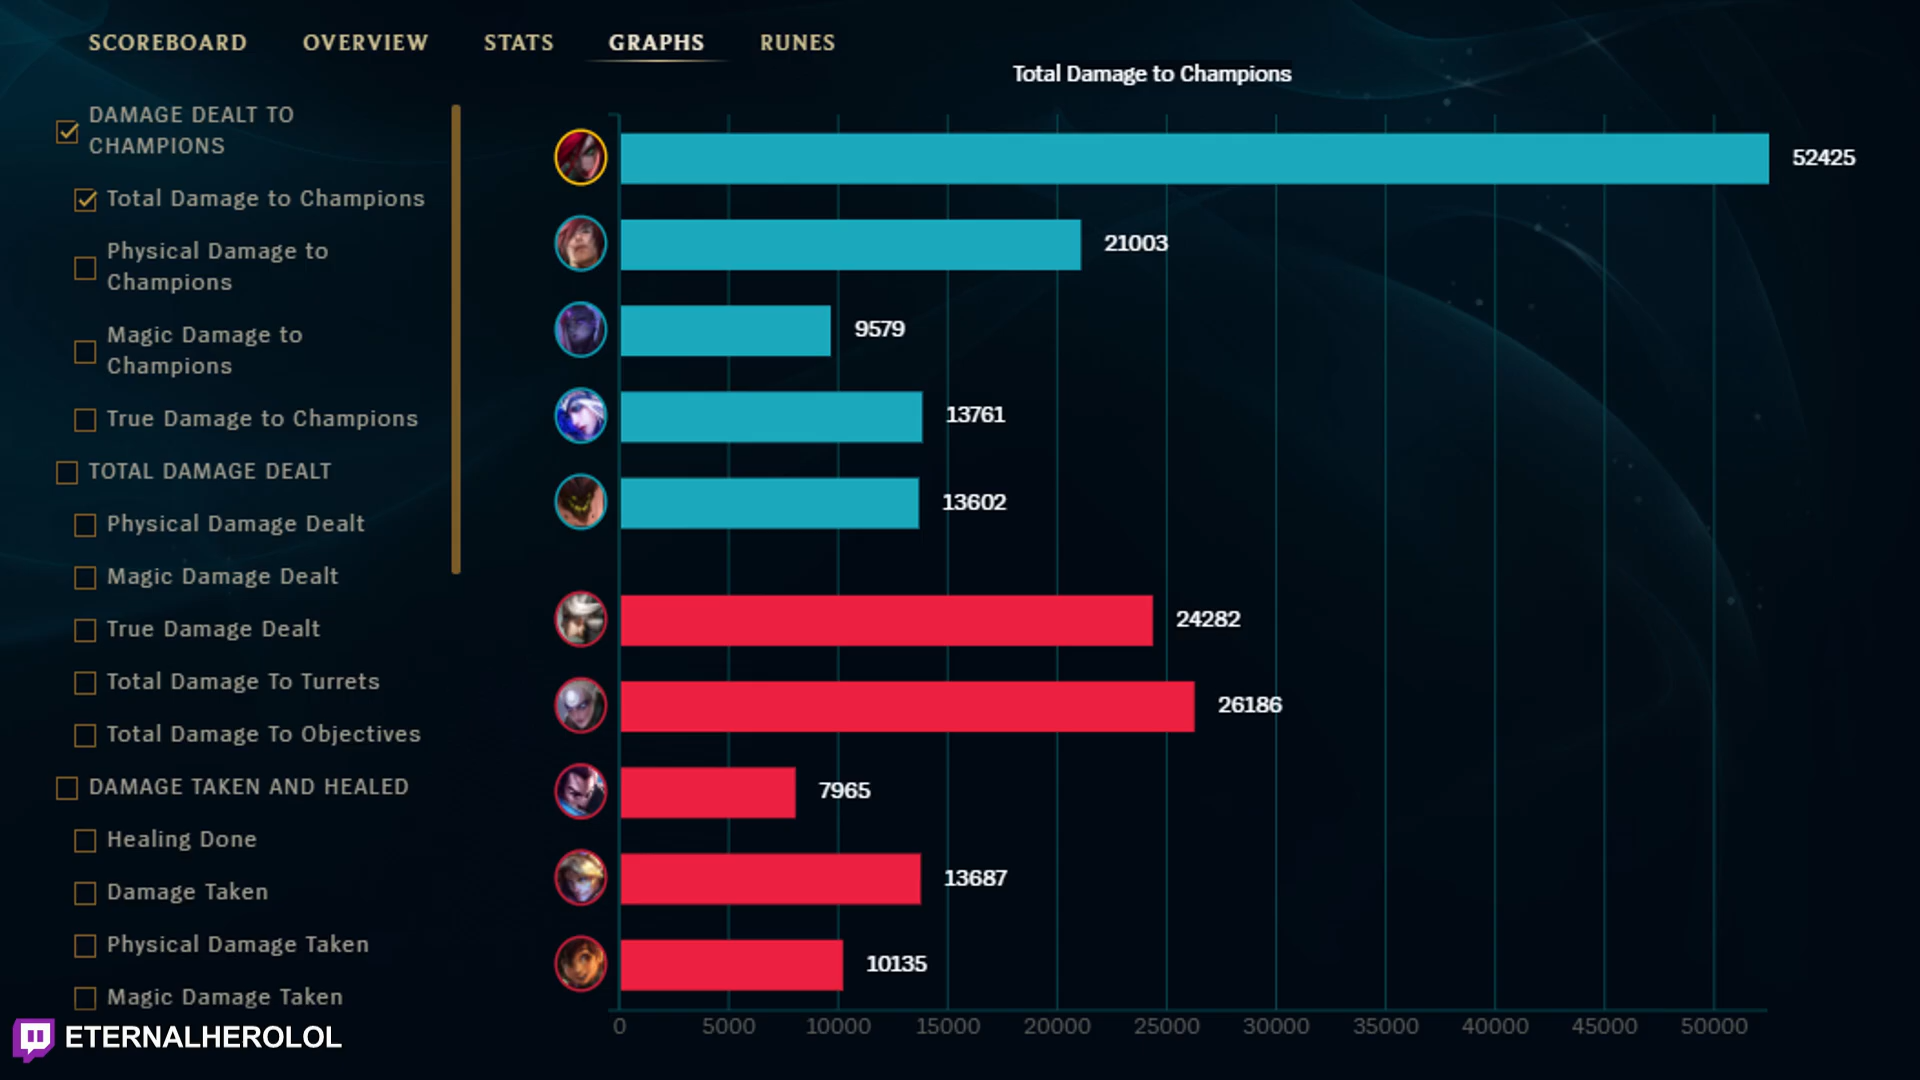 SCOREBOARD OVERVIEW STATS GRAPHS RUNES
Total Damage to Champions
DAMAGE DEALT TO
CHAMPIONS
Total Damage to Champions
Physical Damage to
Champions
Magic Damage to
Champions
True Damage to Champions
TOTAL DAMAGE DEALT
Physical Damage Dealt
Magic Damage Dealt
True Damage Dealt
Total Damage To Turrets
Total Damage To Objectives
DAMAGE TAKEN AND HEALED
Healing Done
Damage Taken
Physical Damage Taken
Magic Damage Taken
52425
21003
9579
13761
13602
24282
26186
7965
13687
10135
0 5000 10000 15000 20000 25000 30000 35000 40000 45000 50000
ETERNALHEROLOL